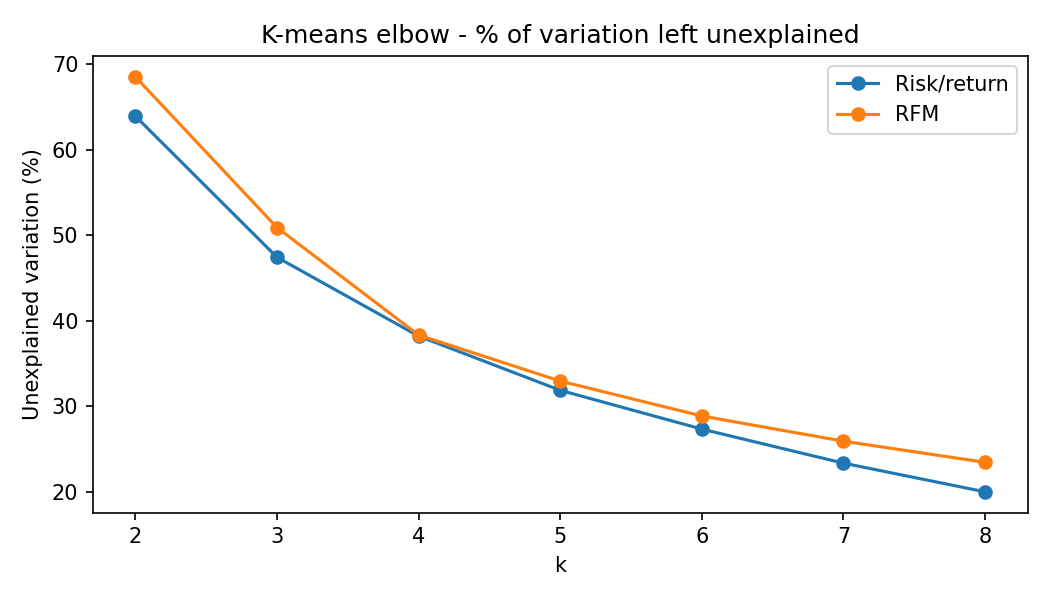 K-means elbow - % of variation left unexplained
Risk/return
RFM
Unexplained variation (%)
70
60
50
40
30
20
2 3 4 5 6 7 8
k